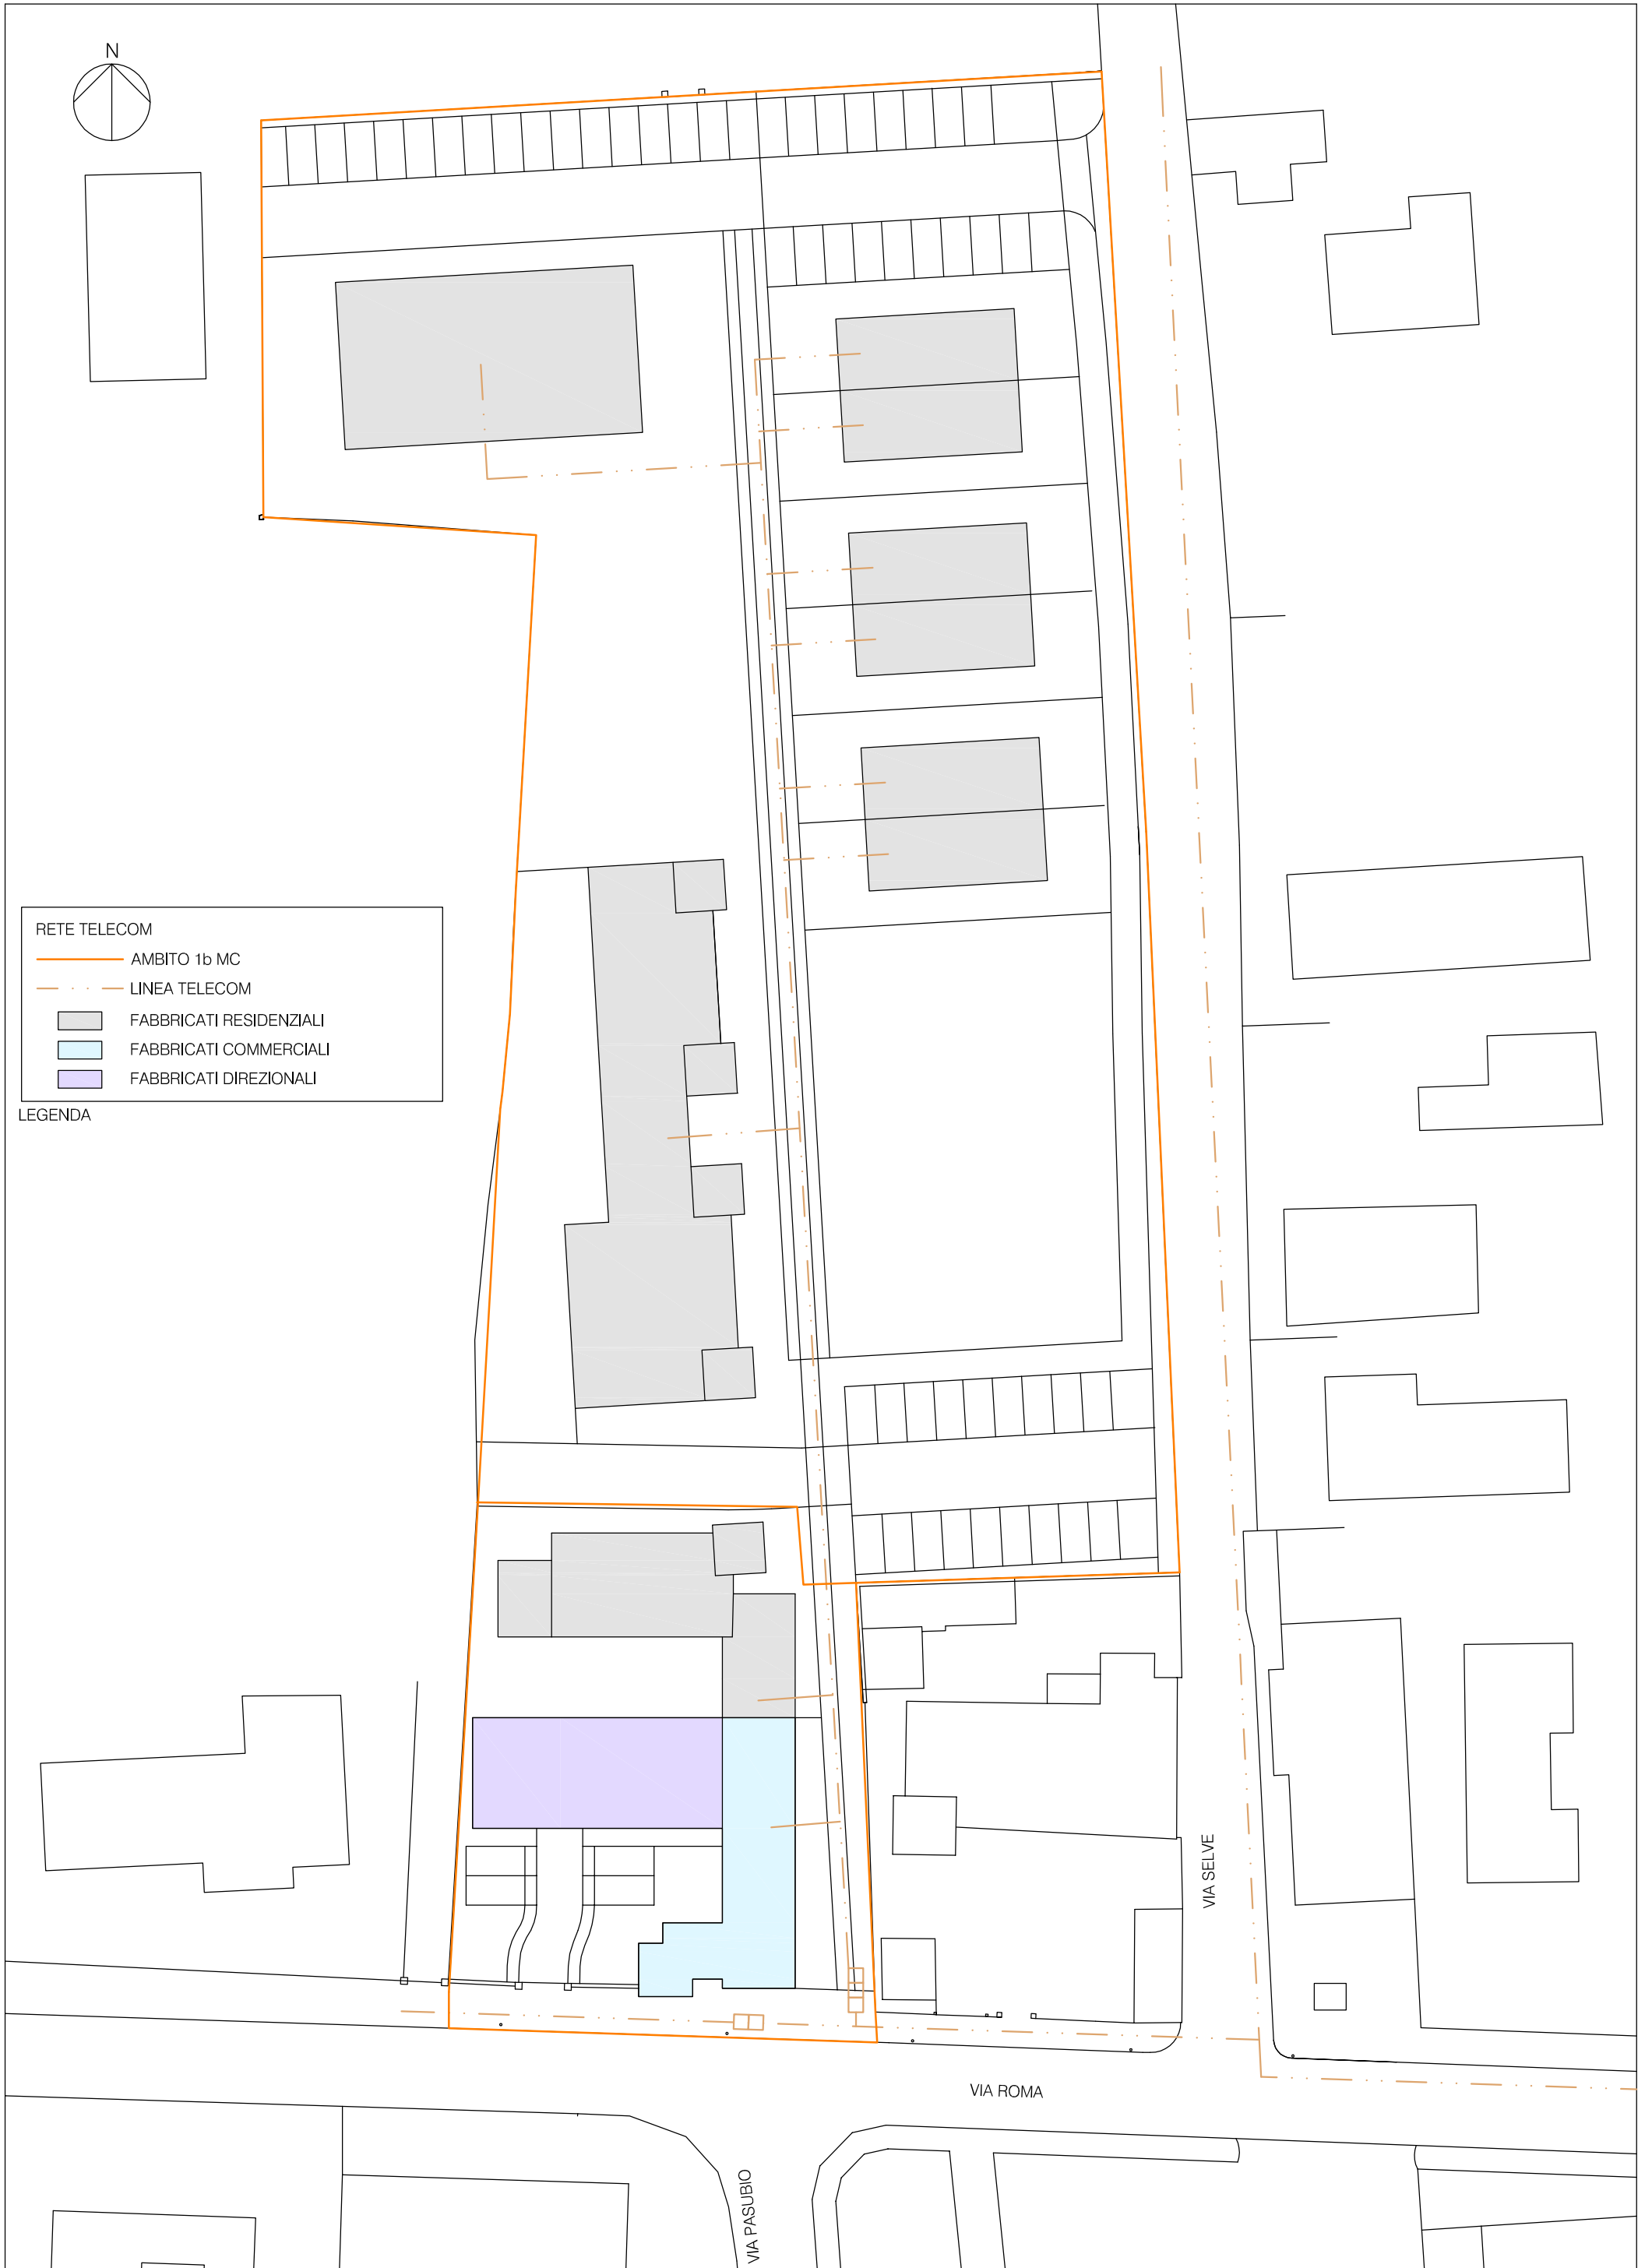 N
RETE TELECOM
AMBITO 1b MC
LINEA TELECOM
FABBRICATI RESIDENZIALI
FABBRICATI COMMERCIALI
FABBRICATI DIREZIONALI
LEGENDA
VIA SELVE
VIA ROMA
VIA PASUBIO